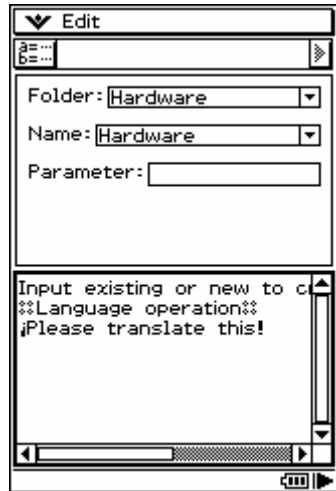 Edit
a=
b=
Folder: Hardware
Name: Hardware
Parameter:
Input existing or new to c
::Language operation::
¡Please translate this!